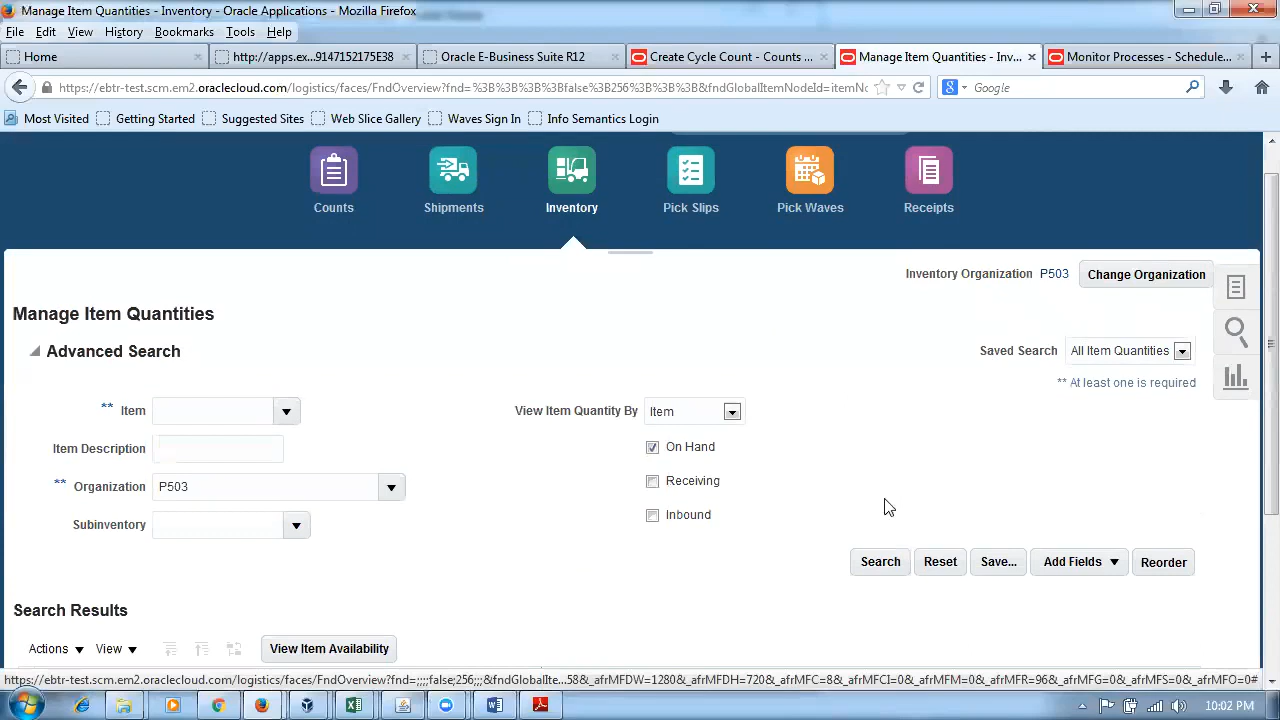 Manage Item Quantities - Inventory - Oracle Applications - Mozilla Firefox
File Edit View History Bookmarks Tools Help
Home
http://apps.ex...9147152175E38
Oracle E-Business Suite R12
Create Cycle Count - Counts ...
Manage Item Quantities - Inv...
Monitor Processes - Schedule...
https://ebtr-test.scm.em2.oraclecloud.com/logistics/faces/FndOverview?fnd=%3B%3B%3B%3Bfalse%3B256%3B%3B%3B&fndGlobalItemNodeId=itemNo
Google
Most Visited Getting Started Suggested Sites Web Slice Gallery Waves Sign In Info Semantics Login
Counts Shipments Inventory Pick Slips Pick Waves Receipts
Inventory Organization P503 Change Organization
Manage Item Quantities
Advanced Search
Saved Search All Item Quantities
** At least one is required
** Item
View Item Quantity By Item
Item Description
On Hand
** Organization P503
Receiving
Subinventory
Inbound
Search Reset Save... Add Fields Reorder
Search Results
Actions View View Item Availability
https://ebtr-test.scm.em2.oraclecloud.com/logistics/faces/FndOverview?fnd=;;;;false;256;;;&fndGlobalIte...58&_afrMFDW=1280&_afrMFDH=720&_afrMFC=8&_afrMFCI=0&_afrMFM=0&_afrMFR=96&_afrMFG=0&_afrMFS=0&_afrMFO=0#
10:02 PM